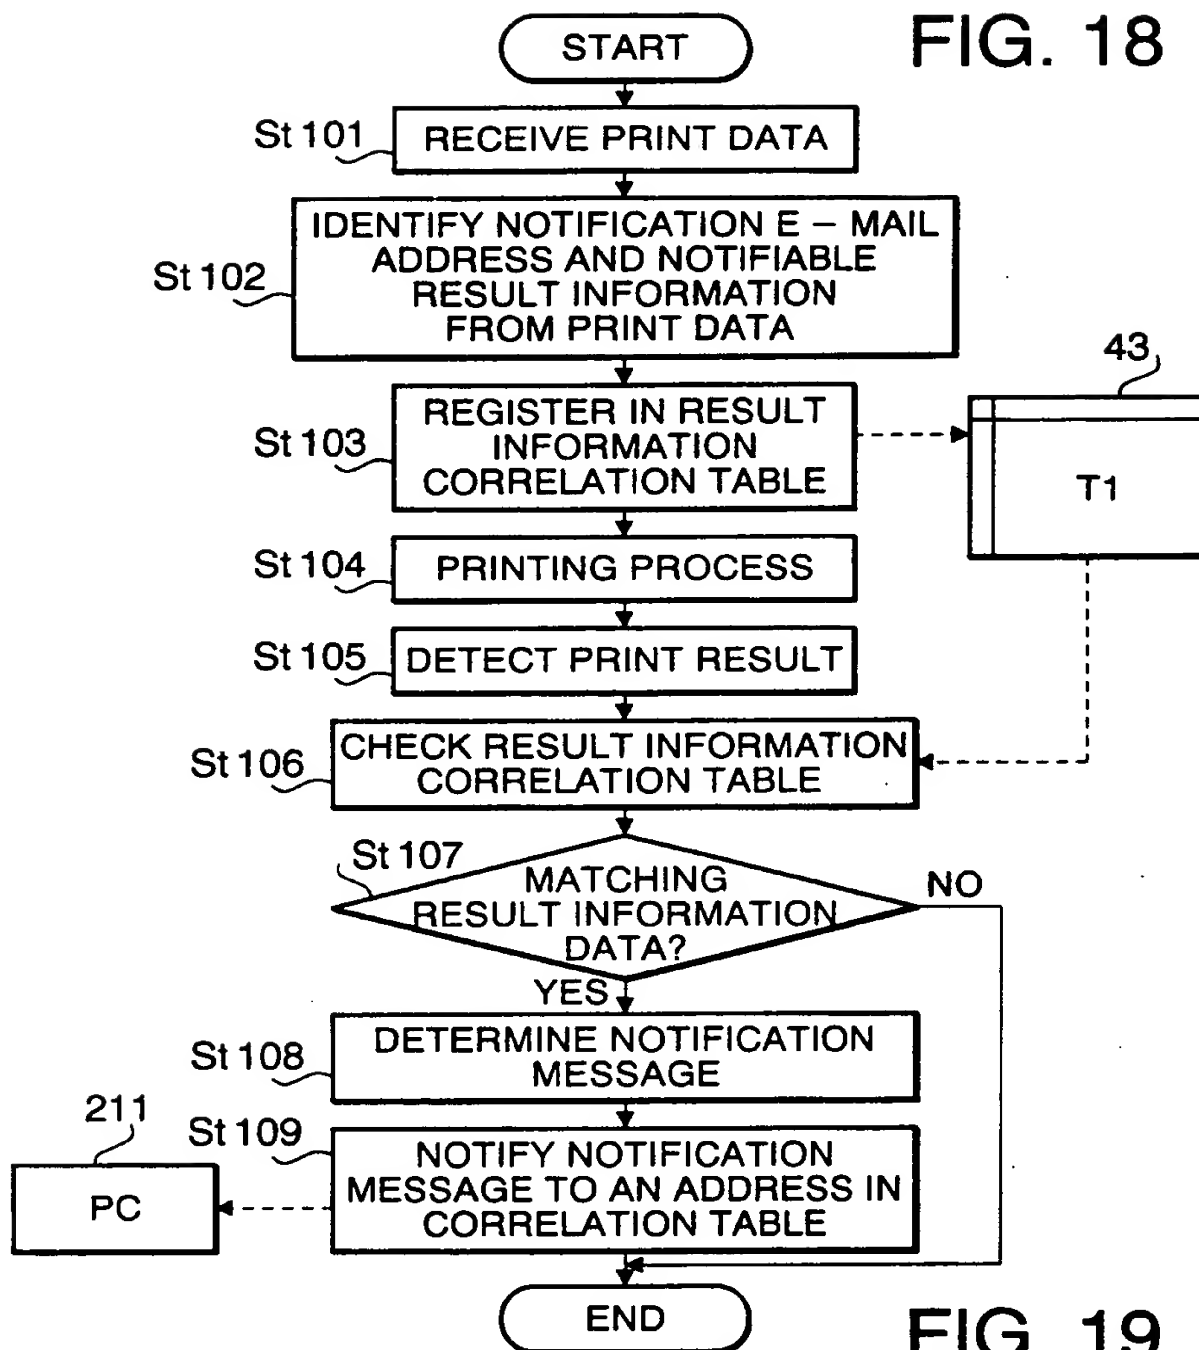 FIG. 18
START
St 101
RECEIVE PRINT DATA
St 102
IDENTIFY NOTIFICATION E – MAIL
ADDRESS AND NOTIFIABLE
RESULT INFORMATION
FROM PRINT DATA
St 103
REGISTER IN RESULT
INFORMATION
CORRELATION TABLE
43
T1
St 104
PRINTING PROCESS
St 105
DETECT PRINT RESULT
St 106
CHECK RESULT INFORMATION
CORRELATION TABLE
St 107
MATCHING
RESULT INFORMATION
DATA?
NO
YES
St 108
DETERMINE NOTIFICATION
MESSAGE
211
PC
St 109
NOTIFY NOTIFICATION
MESSAGE TO AN ADDRESS IN
CORRELATION TABLE
END
FIG. 19